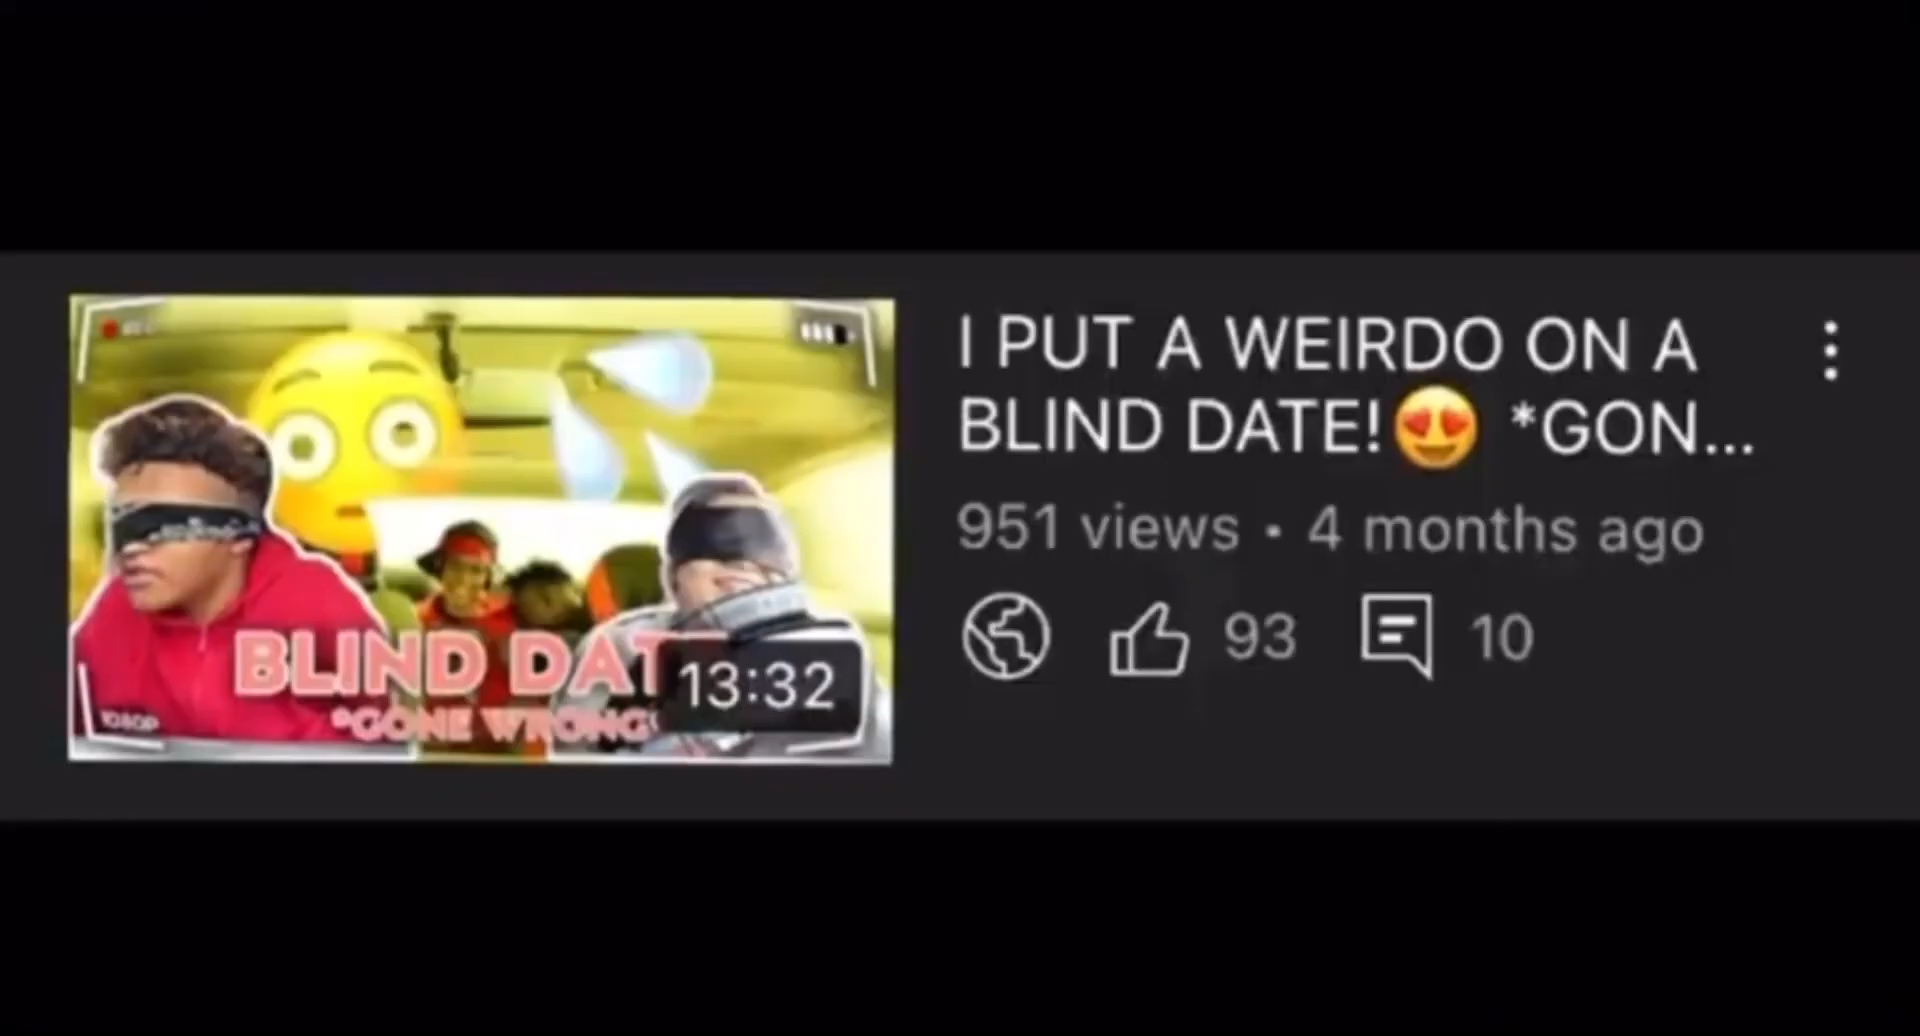 I PUT A WEIRDO ON A
BLIND DATE!😍 *GON...
951 views · 4 months ago
93 10
BLIND DAT
13:32
*GONE WRONG
1080P